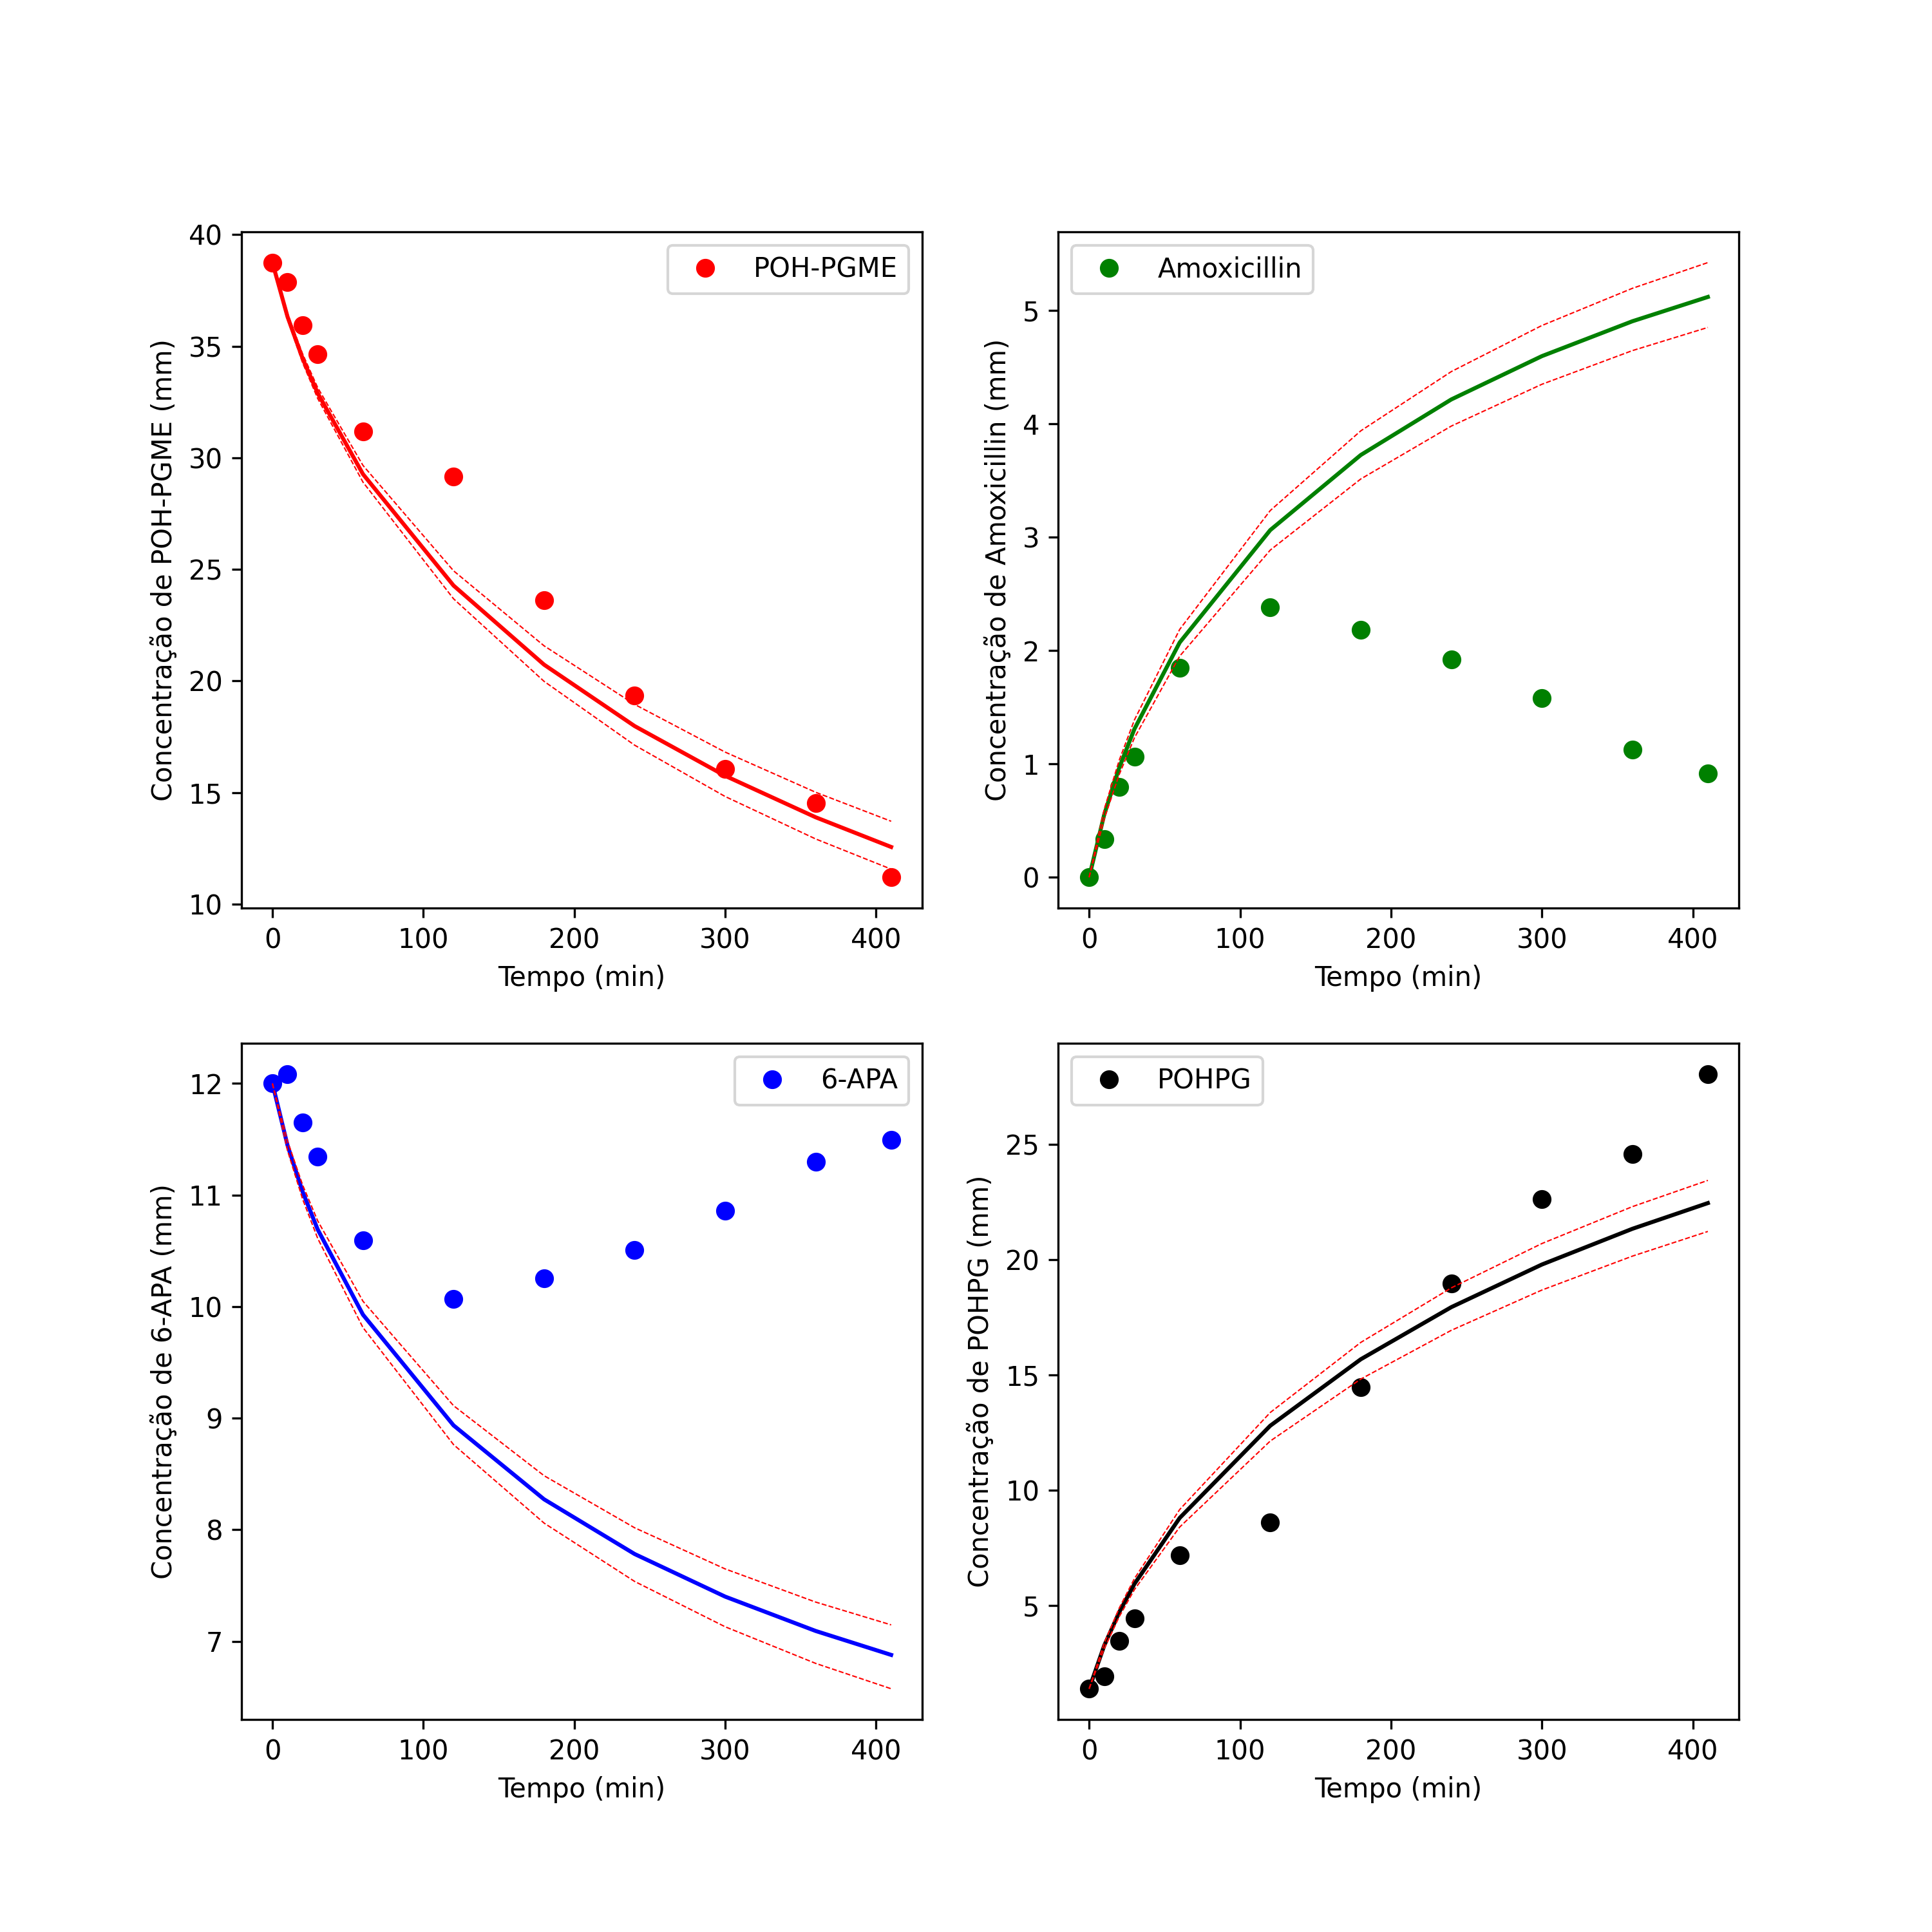 POH-PGME
Concentração de POH-PGME (mm)
40
35
30
25
20
15
10
0 100 200 300 400
Tempo (min)
Amoxicillin
Concentração de Amoxicillin (mm)
5
4
3
2
1
0
0 100 200 300 400
Tempo (min)
6-APA
Concentração de 6-APA (mm)
12
11
10
9
8
7
0 100 200 300 400
Tempo (min)
POHPG
Concentração de POHPG (mm)
25
20
15
10
5
0 100 200 300 400
Tempo (min)